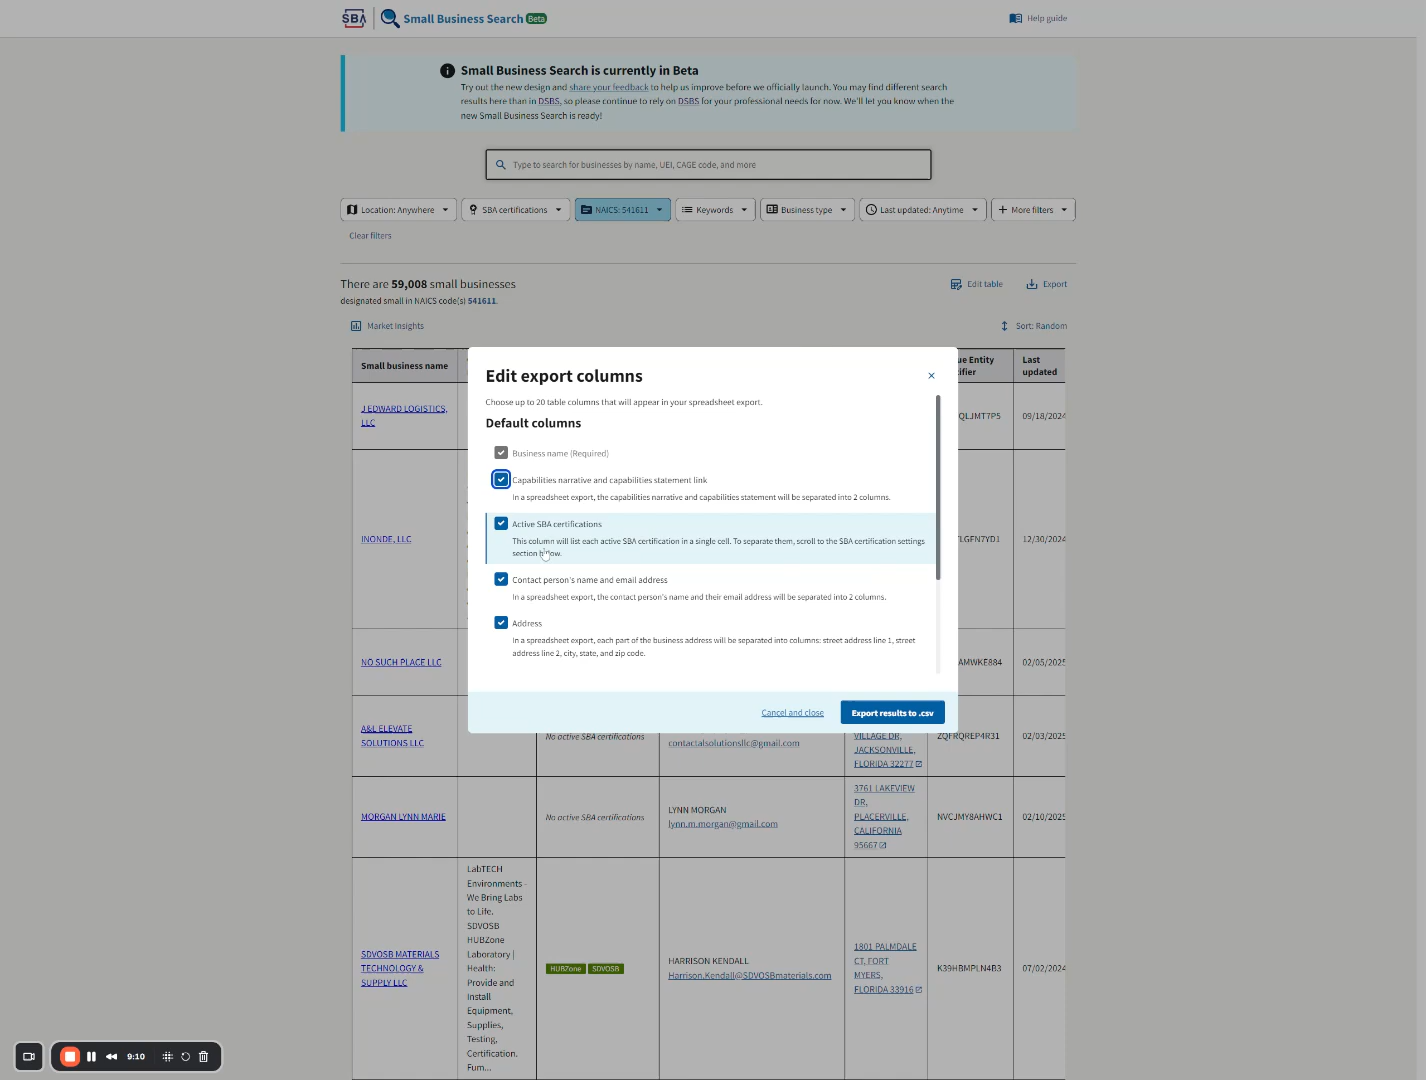 SBA
Small Business Search Beta
Help guide
Small Business Search is currently in Beta
Try out the new design and share your feedback to help us improve before we officially launch. You may find different search
results here than in DSBS, so please continue to rely on DSBS for your professional needs for now. We'll let you know when the
new Small Business Search is ready!
Type to search for businesses by name, UEI, CAGE code, and more
Location: Anywhere
SBA certifications
NAICS: 541611
Keywords
Business type
Last updated: Anytime
More filters
Clear filters
There are 59,008 small businesses
Edit table
Export
designated small in NAICS code(s) 541611.
Market Insights
Sort: Random
Small business name
ue Entity
ifier
Last
updated
J EDWARD LOGISTICS,
LLC
QLJMT7P5
09/18/2024
INONDE, LLC
LGFN7YD1
12/30/2024
NO SUCH PLACE LLC
AMWKE884
02/05/2025
Edit export columns
Choose up to 20 table columns that will appear in your spreadsheet export.
Default columns
Business name (Required)
Capabilities narrative and capabilities statement link
In a spreadsheet export, the capabilities narrative and capabilities statement will be separated into 2 columns.
Active SBA certifications
This column will list each active SBA certification in a single cell. To separate them, scroll to the SBA certification settings
section below.
Contact person's name and email address
In a spreadsheet export, the contact person's name and their email address will be separated into 2 columns.
Address
In a spreadsheet export, each part of the business address will be separated into columns: street address line 1, street
address line 2, city, state, and zip code.
Cancel and close
Export results to .csv
A&L ELEVATE
SOLUTIONS LLC
No active SBA certifications
contactalsolutionsllc@gmail.com
VILLAGE DR,
JACKSONVILLE,
FLORIDA 32277
ZQFRQREP4R31
02/03/2025
MORGAN LYNN MARIE
No active SBA certifications
LYNN MORGAN
lynn.m.morgan@gmail.com
3761 LAKEVIEW
DR,
PLACERVILLE,
CALIFORNIA
95667
NVCJMY8AHWC1
02/10/2025
SDVOSB MATERIALS
TECHNOLOGY &
SUPPLY LLC
LabTECH
Environments -
We Bring Labs
to Life.
SDVOSB
HUBZone
Laboratory |
Health:
Provide and
Install
Equipment,
Supplies,
Testing,
Certification.
Fum...
HUBZone SDVOSB
HARRISON KENDALL
Harrison.Kendall@SDVOSBmaterials.com
1801 PALMDALE
CT, FORT
MYERS,
FLORIDA 33916
K39HBMPLN4B3
07/02/2024
9:10